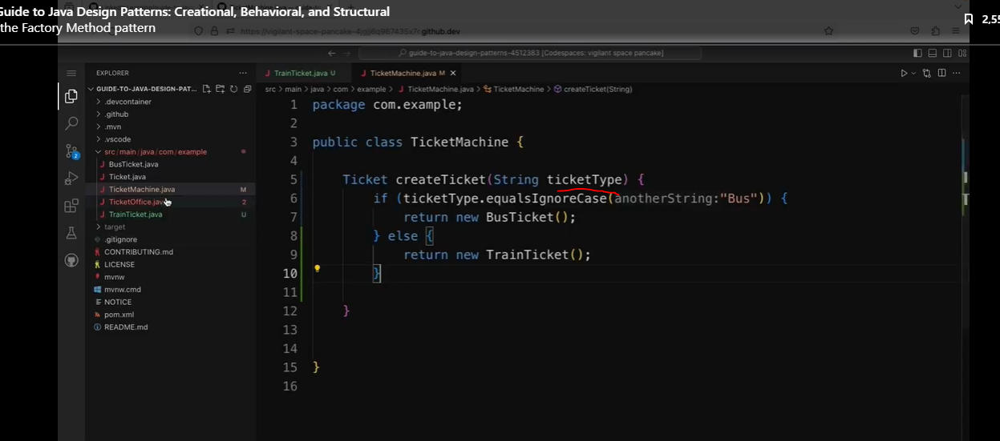 Guide to Java Design Patterns: Creational, Behavioral, and Structural
the Factory Method pattern
2,55
https://vigilant-space-pancake-4jgjj6q967435x7r.github.dev
guide-to-java-design-patterns-4512383 [Codespaces: vigilant space pancake]
EXPLORER
GUIDE-TO-JAVA-DESIGN-PAT...
.devcontainer
.github
.mvn
.vscode
src/main/java/com/example
BusTicket.java
Ticket.java
TicketMachine.java M
TicketOffice.java 2
TrainTicket.java U
target
.gitignore
CONTRIBUTING.md
LICENSE
mvnw
mvnw.cmd
NOTICE
pom.xml
README.md
2
TrainTicket.java U
TicketMachine.java M
src > main > java > com > example > TicketMachine.java > TicketMachine > createTicket(String)
1 package com.example;
2
3 public class TicketMachine {
4
5 Ticket createTicket(String ticketType) {
6 if (ticketType.equalsIgnoreCase(anotherString:"Bus")) {
7 return new BusTicket();
8 } else {
9 return new TrainTicket();
10 }
11
12 }
13
14
15 }
16